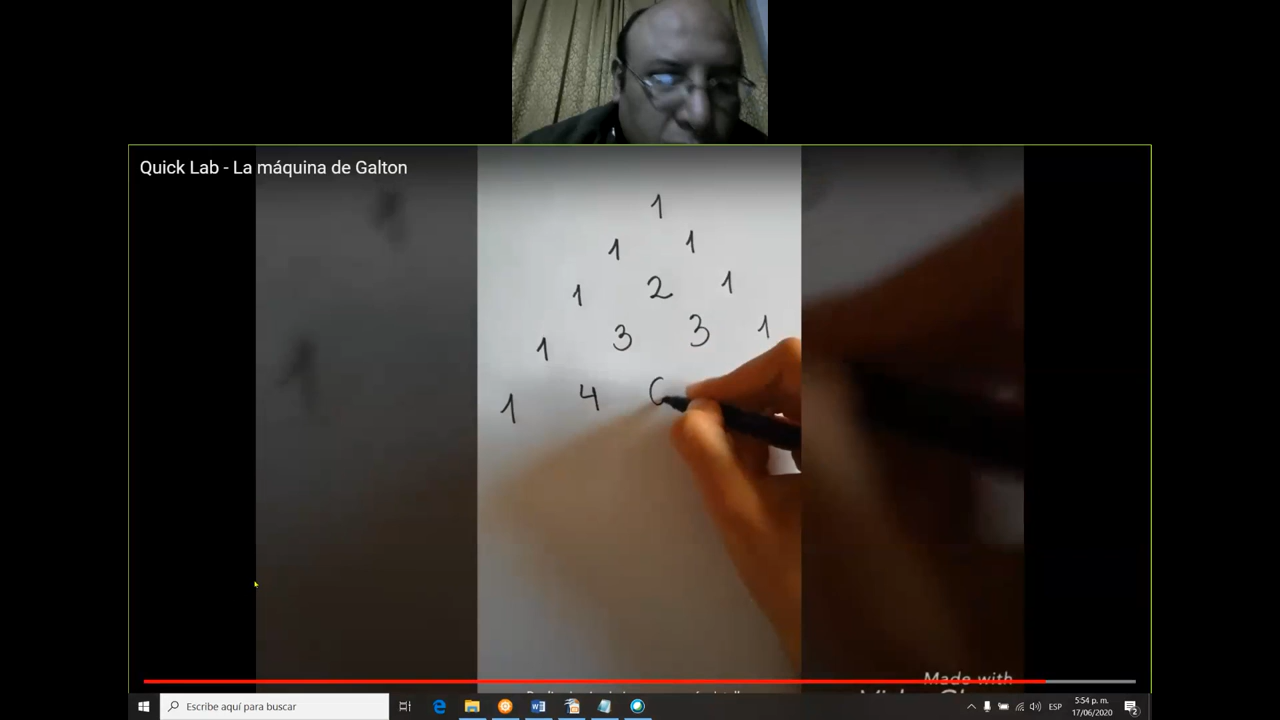 Quick Lab - La máquina de Galton
1
1 1
1 2 1
1 3 3 1
1 4
Made with
Escribe aquí para buscar
ESP
5:54 p. m.
17/06/2020
2